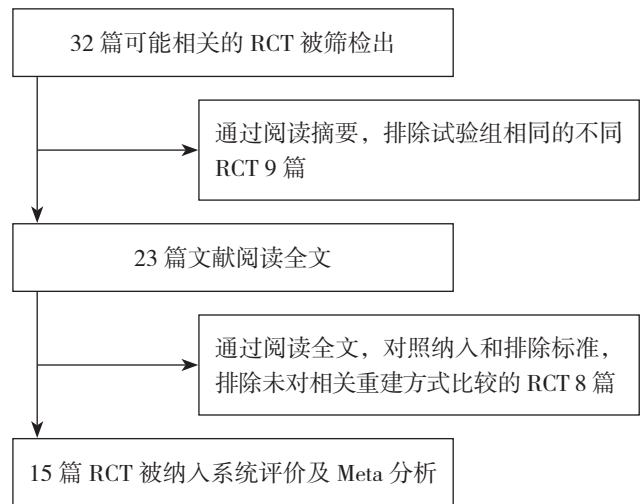 32 篇可能相关的 RCT 被筛检出
通过阅读摘要，排除试验组相同的不同
RCT 9 篇
23 篇文献阅读全文
通过阅读全文，对照纳入和排除标准，
排除未对相关重建方式比较的 RCT 8 篇
15 篇 RCT 被纳入系统评价及 Meta 分析